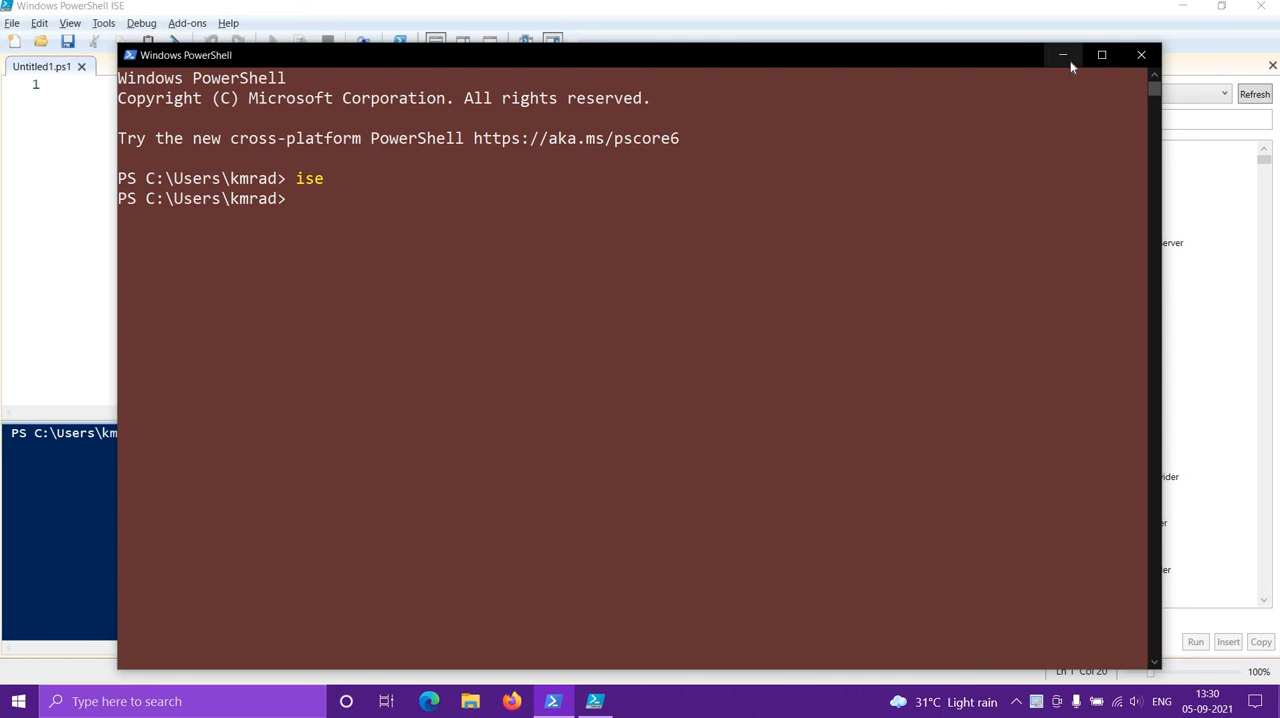 Windows PowerShell ISE
File Edit View Tools Debug Add-ons Help
Untitled1.ps1
1
Windows PowerShell
Windows PowerShell
Copyright (C) Microsoft Corporation. All rights reserved.
Try the new cross-platform PowerShell https://aka.ms/pscore6
PS C:\Users\kmrad> ise
PS C:\Users\kmrad>
Refresh
erver
PS C:\Users\km
vider
er
der
Run Insert Copy
Ln 1 Col 20 100%
Type here to search
31°C Light rain
ENG
13:30
05-09-2021